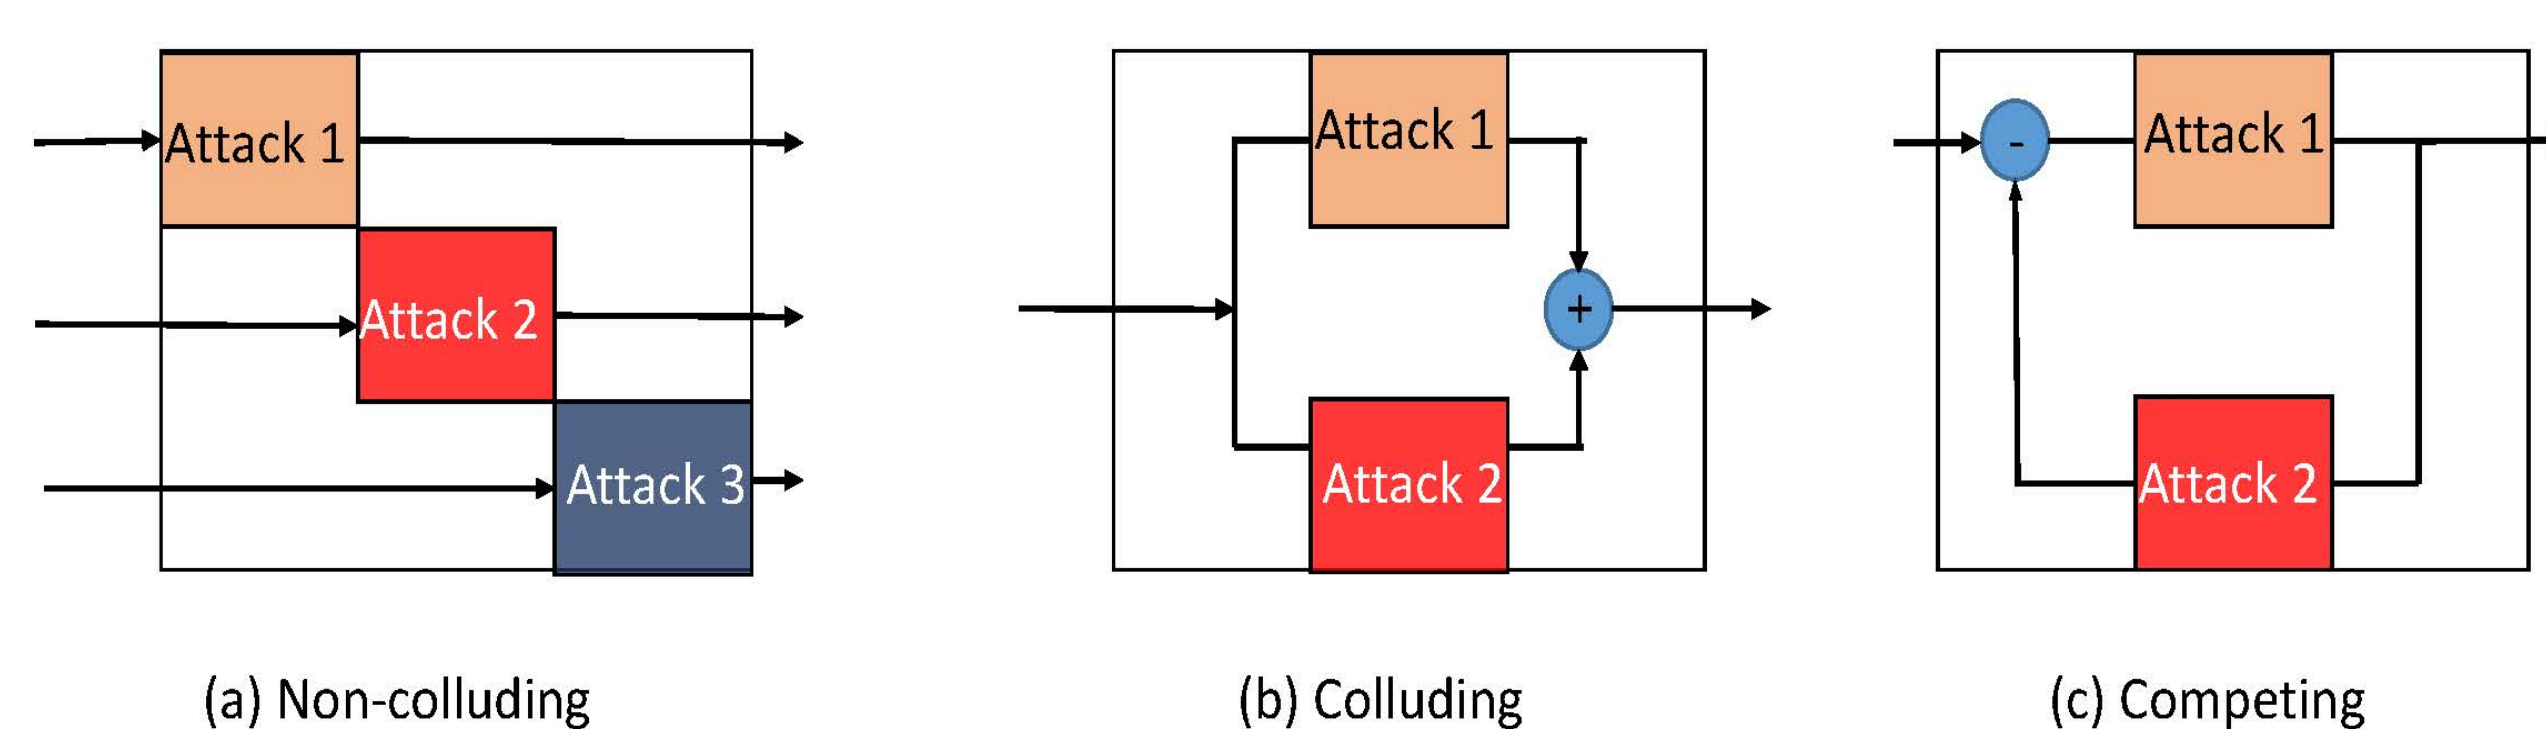 Attack 1
Attack 2
Attack 3
(a) Non-colluding
Attack 1
+
Attack 2
(b) Colluding
-
Attack 1
Attack 2
(c) Competing